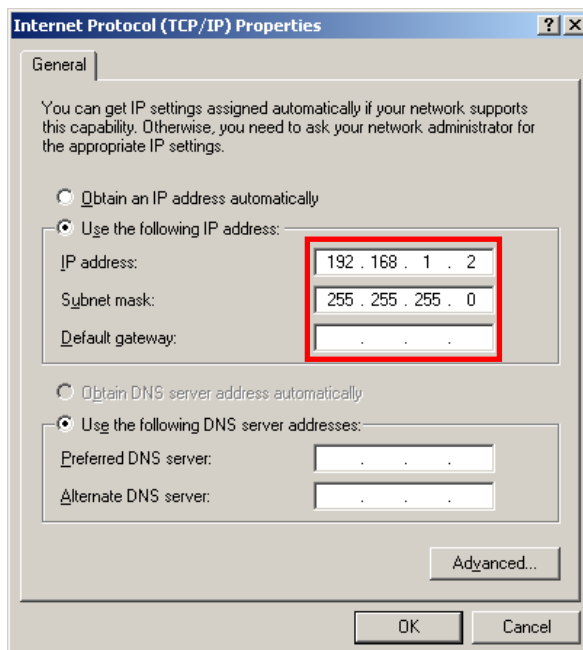 Internet Protocol (TCP/IP) Properties
General
You can get IP settings assigned automatically if your network supports
this capability. Otherwise, you need to ask your network administrator for
the appropriate IP settings.
Obtain an IP address automatically
Use the following IP address:
IP address: 192 . 168 . 1 . 2
Subnet mask: 255 . 255 . 255 . 0
Default gateway: . . .
Obtain DNS server address automatically
Use the following DNS server addresses:
Preferred DNS server: . . .
Alternate DNS server: . . .
Advanced...
OK Cancel